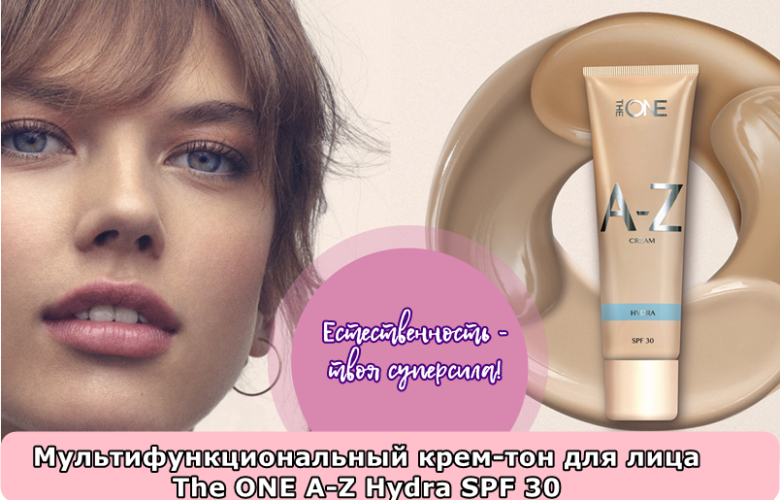 THE ONE
A-Z
CREAM
HYDRA
SPF 30
Естественность -
твоя суперсила!
Мультифункциональный крем-тон для лица
The ONE A-Z Hydra SPF 30